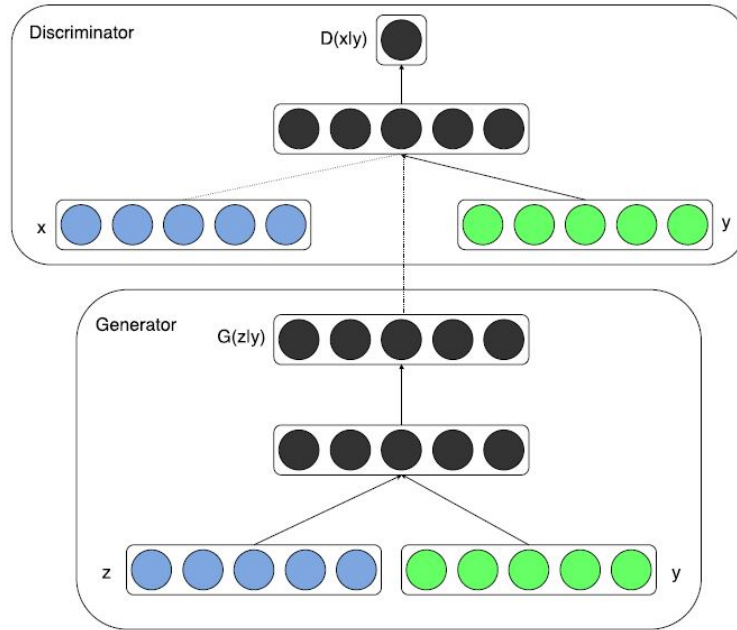 Discriminator
D(x|y)
x
y
Generator
G(z|y)
z
y